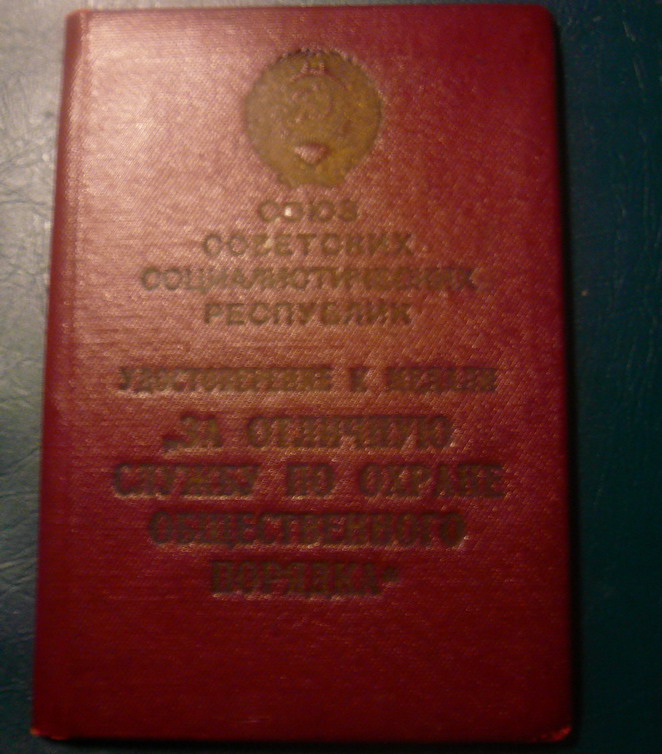 СОЮЗ
СОВЕТСКИХ
СОЦИАЛИСТИЧЕСКИХ
РЕСПУБЛИК
УДОСТОВЕРЕНИЕ К МЕДАЛИ
„ЗА ОТЛИЧНУЮ
СЛУЖБУ ПО ОХРАНЕ
ОБЩЕСТВЕННОГО
ПОРЯДКА“